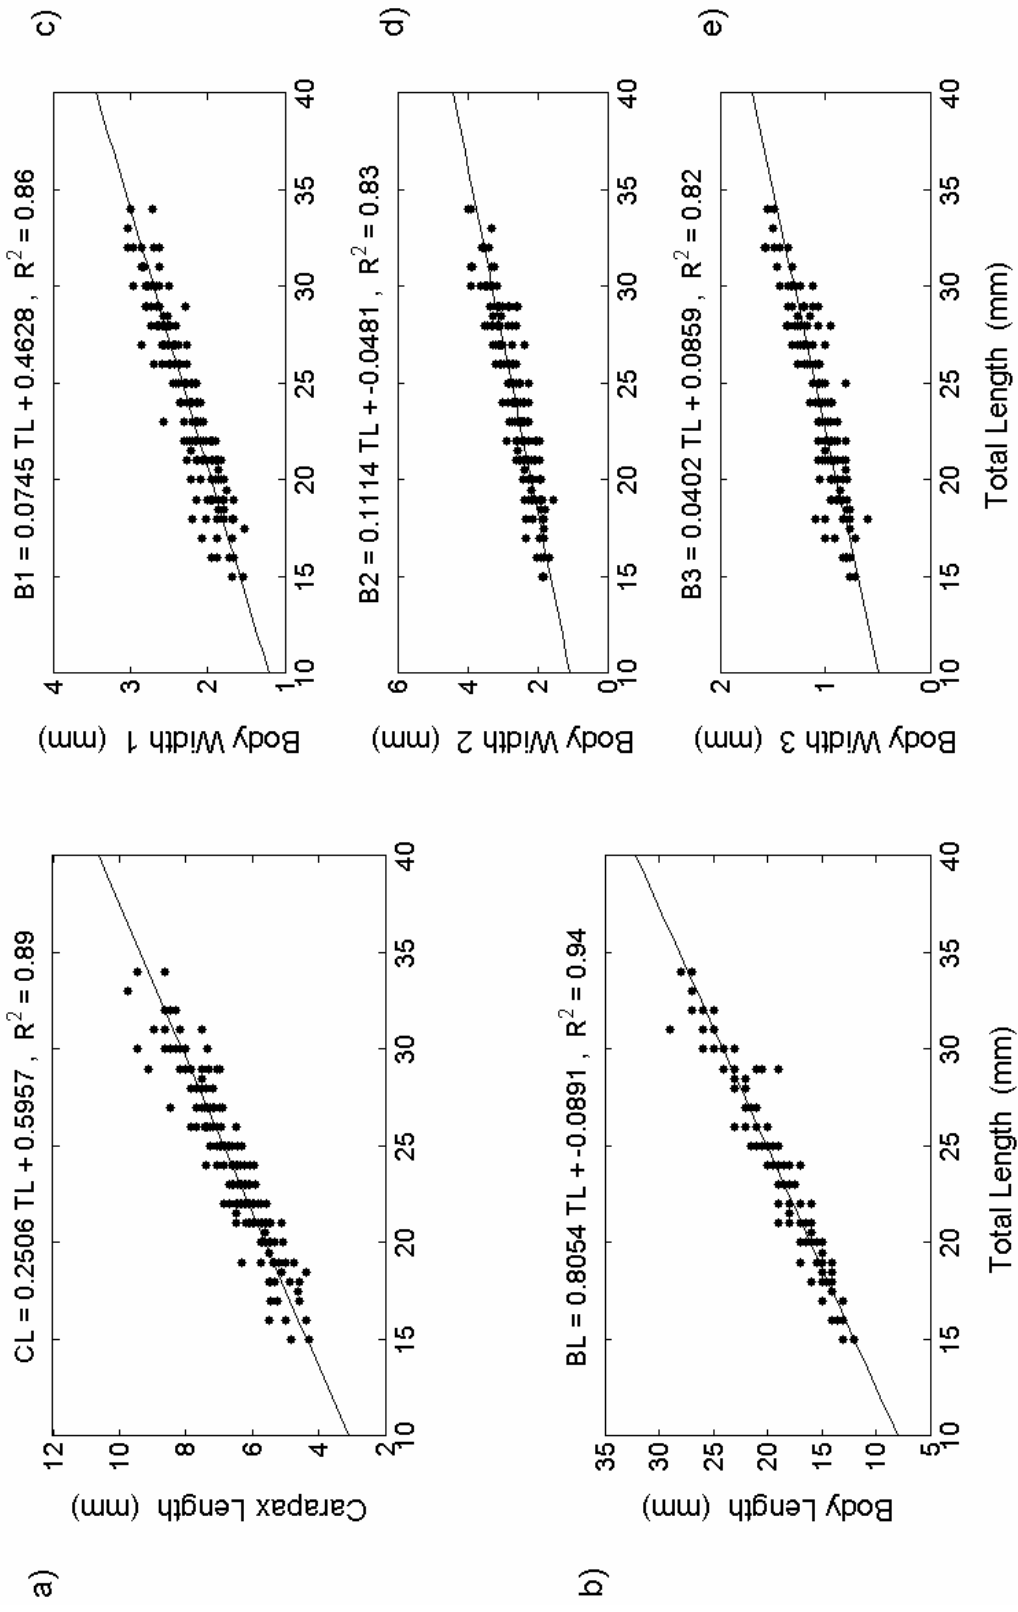 a)
CL = 0.2506 TL + 0.5957 , R² = 0.89
Carapax Length (mm)
12
10
8
6
4
2
10 15 20 25 30 35 40
b)
BL = 0.8054 TL + -0.0891 , R² = 0.94
Body Length (mm)
35
30
25
20
15
10
5
10 15 20 25 30 35 40
Total Length (mm)
c)
B1 = 0.0745 TL + 0.4628 , R² = 0.86
Body Width 1 (mm)
4
3
2
1
10 15 20 25 30 35 40
d)
B2 = 0.1114 TL + -0.0481 , R² = 0.83
Body Width 2 (mm)
6
4
2
0
10 15 20 25 30 35 40
e)
B3 = 0.0402 TL + 0.0859 , R² = 0.82
Body Width 3 (mm)
2
1
0
10 15 20 25 30 35 40
Total Length (mm)